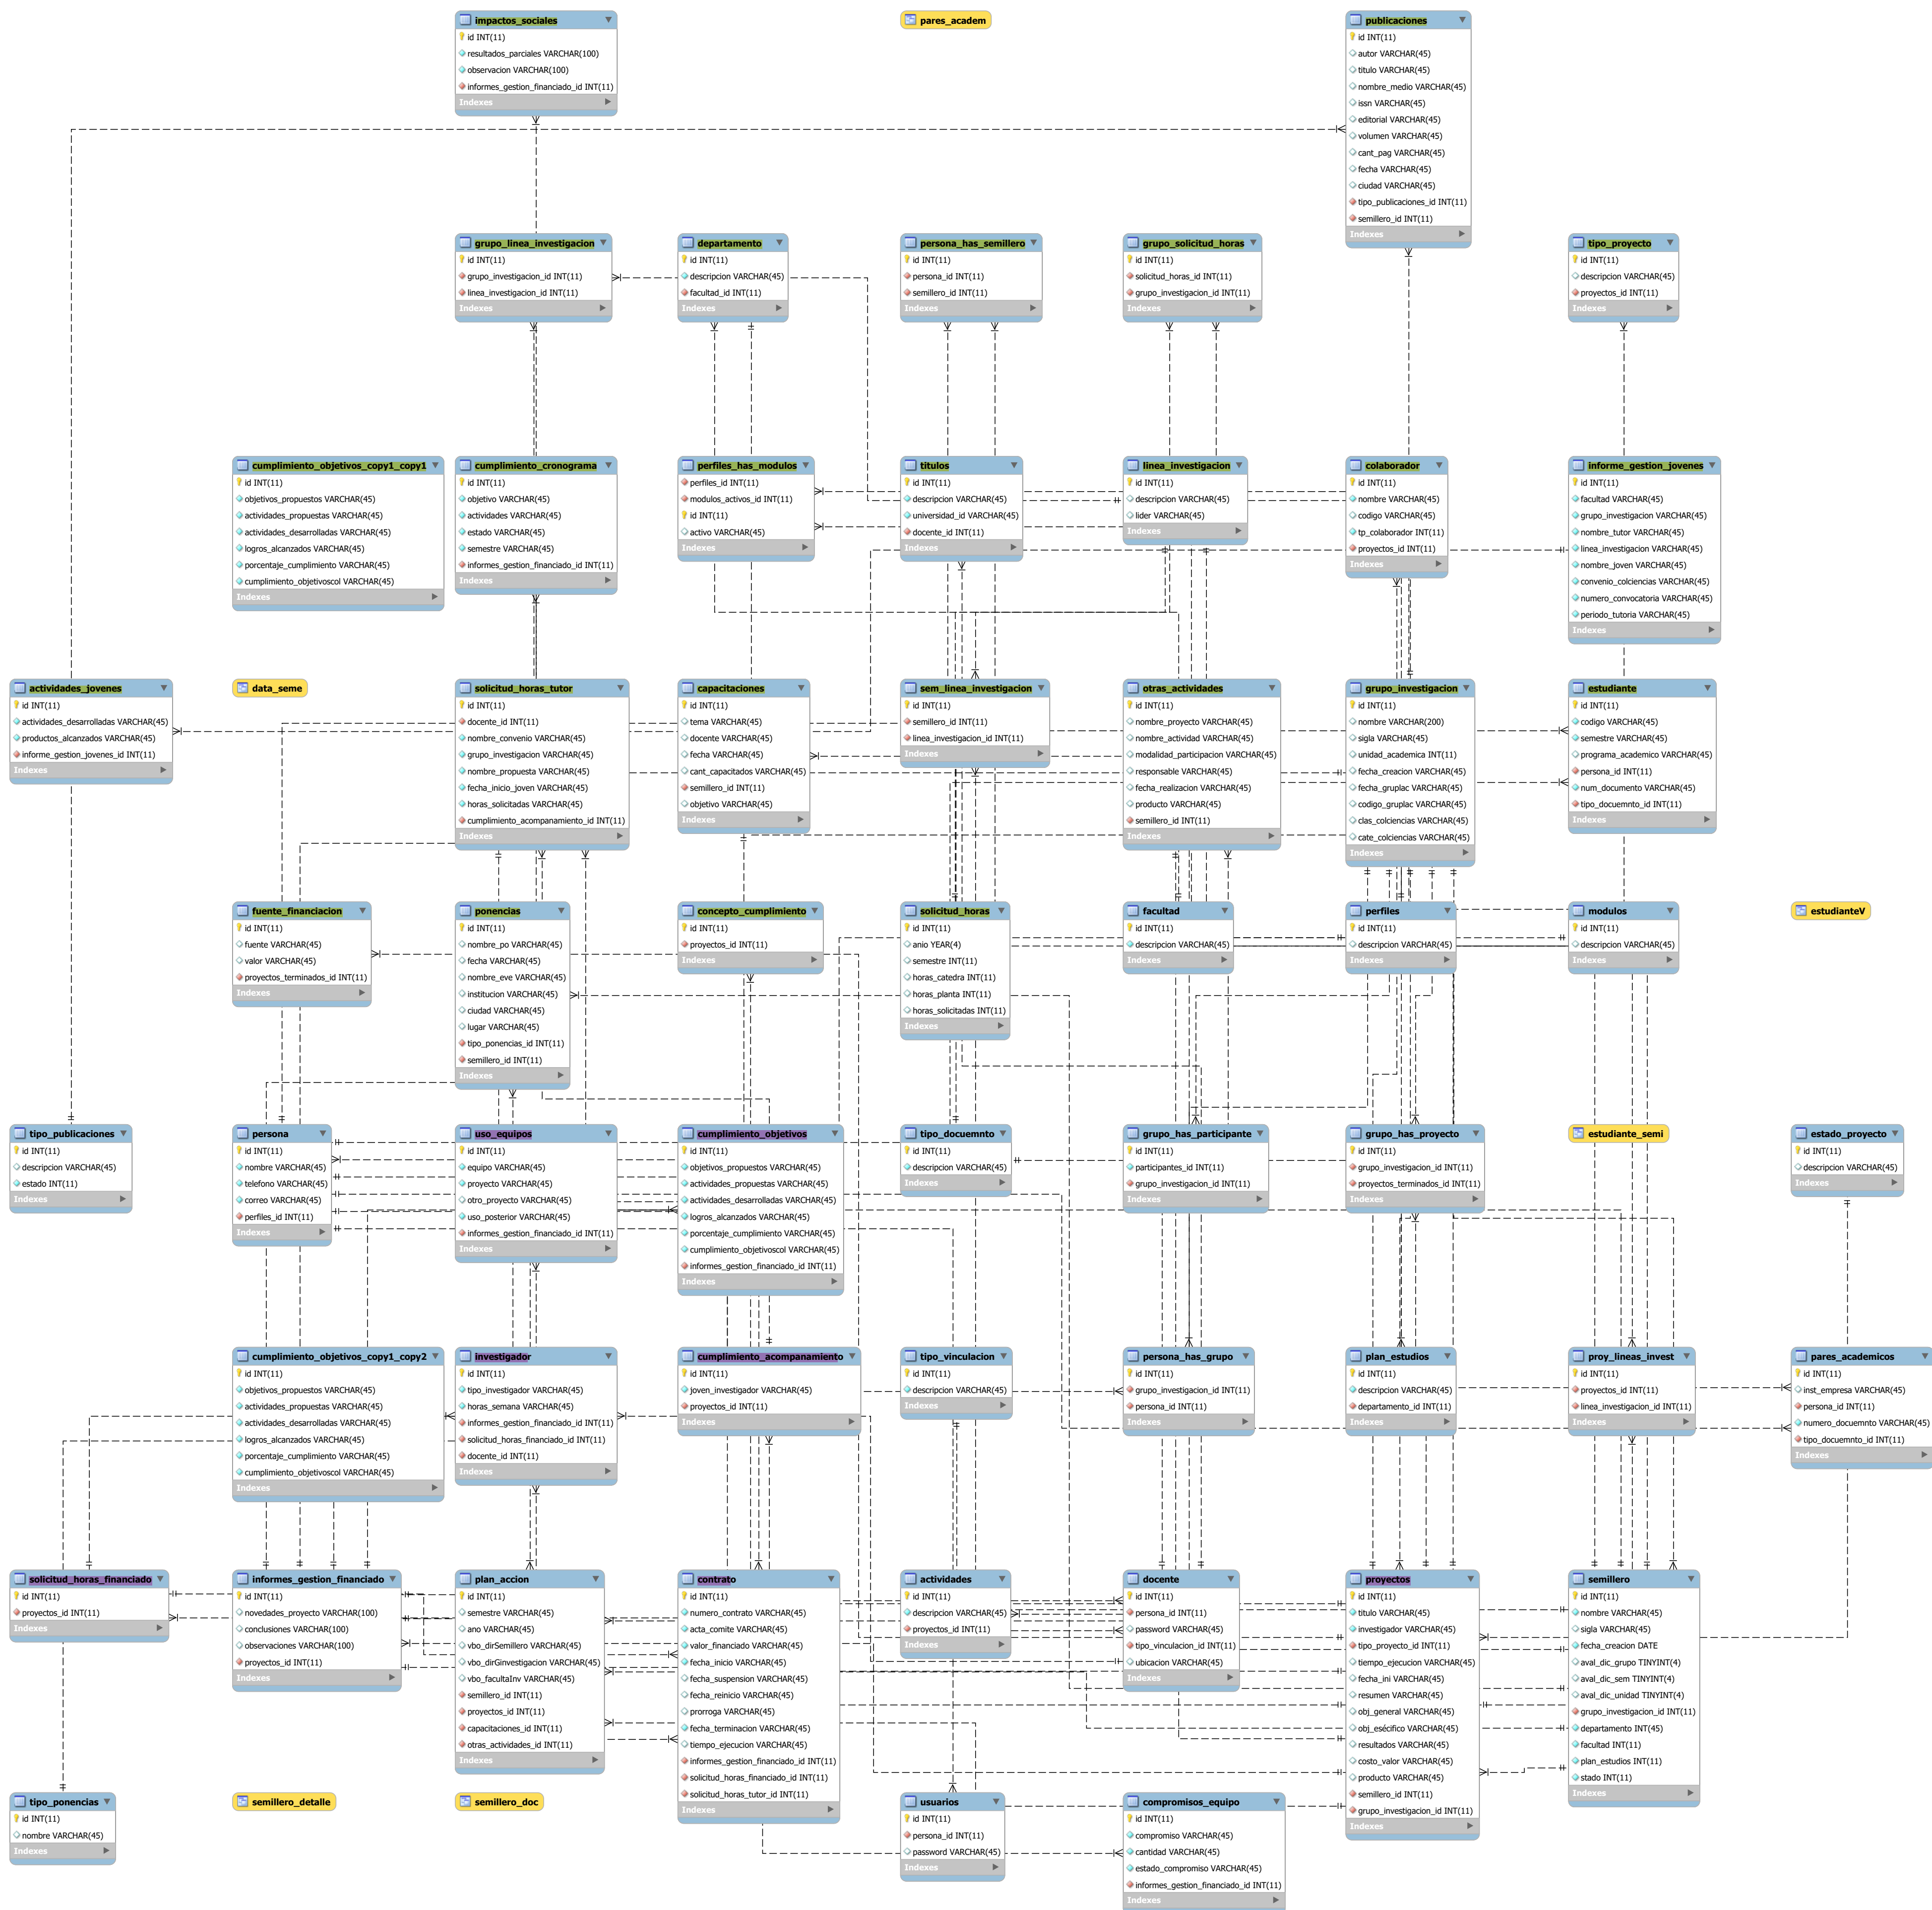 impactos_sociales
id INT(11)
resultados_parciales VARCHAR(100)
observacion VARCHAR(100)
informes_gestion_financiado_id INT(11)
Indexes
pares_academ
publicaciones
id INT(11)
autor VARCHAR(45)
titulo VARCHAR(45)
nombre_medio VARCHAR(45)
issn VARCHAR(45)
editorial VARCHAR(45)
volumen VARCHAR(45)
cant_pag VARCHAR(45)
fecha VARCHAR(45)
ciudad VARCHAR(45)
tipo_publicaciones_id INT(11)
semillero_id INT(11)
Indexes
grupo_linea_investigacion
id INT(11)
grupo_investigacion_id INT(11)
linea_investigacion_id INT(11)
Indexes
departamento
id INT(11)
descripcion VARCHAR(45)
facultad_id INT(11)
Indexes
persona_has_semillero
id INT(11)
persona_id INT(11)
semillero_id INT(11)
Indexes
grupo_solicitud_horas
id INT(11)
solicitud_horas_id INT(11)
grupo_investigacion_id INT(11)
Indexes
tipo_proyecto
id INT(11)
descripcion VARCHAR(45)
proyectos_id INT(11)
Indexes
cumplimiento_objetivos_copy1_copy1
id INT(11)
objetivos_propuestos VARCHAR(45)
actividades_propuestas VARCHAR(45)
actividades_desarrolladas VARCHAR(45)
logros_alcanzados VARCHAR(45)
porcentaje_cumplimiento VARCHAR(45)
cumplimiento_objetivoscol VARCHAR(45)
Indexes
cumplimiento_cronograma
id INT(11)
objetivo VARCHAR(45)
actividades VARCHAR(45)
estado VARCHAR(45)
semestre VARCHAR(45)
informes_gestion_financiado_id INT(11)
Indexes
perfiles_has_modulos
perfiles_id INT(11)
modulos_activos_id INT(11)
id INT(11)
activo VARCHAR(45)
Indexes
titulos
id INT(11)
descripcion VARCHAR(45)
universidad_id VARCHAR(45)
docente_id INT(11)
Indexes
linea_investigacion
id INT(11)
descripcion VARCHAR(45)
lider VARCHAR(45)
Indexes
colaborador
id INT(11)
nombre VARCHAR(45)
codigo VARCHAR(45)
tp_colaborador INT(11)
proyectos_id INT(11)
Indexes
informe_gestion_jovenes
id INT(11)
facultad VARCHAR(45)
grupo_investigacion VARCHAR(45)
nombre_tutor VARCHAR(45)
linea_investigacion VARCHAR(45)
nombre_joven VARCHAR(45)
convenio_colciencias VARCHAR(45)
numero_convocatoria VARCHAR(45)
periodo_tutoria VARCHAR(45)
Indexes
actividades_jovenes
id INT(11)
actividades_desarrolladas VARCHAR(45)
productos_alcanzados VARCHAR(45)
informe_gestion_jovenes_id INT(11)
Indexes
data_seme
solicitud_horas_tutor
id INT(11)
docente_id INT(11)
nombre_convenio VARCHAR(45)
grupo_investigacion VARCHAR(45)
nombre_propuesta VARCHAR(45)
fecha_inicio_joven VARCHAR(45)
horas_solicitadas VARCHAR(45)
cumplimiento_acompanamiento_id INT(11)
Indexes
capacitaciones
id INT(11)
tema VARCHAR(45)
docente VARCHAR(45)
fecha VARCHAR(45)
cant_capacitados VARCHAR(45)
semillero_id INT(11)
objetivo VARCHAR(45)
Indexes
sem_linea_investigacion
id INT(11)
semillero_id INT(11)
linea_investigacion_id INT(11)
Indexes
otras_actividades
id INT(11)
nombre_proyecto VARCHAR(45)
nombre_actividad VARCHAR(45)
modalidad_participacion VARCHAR(45)
responsable VARCHAR(45)
fecha_realizacion VARCHAR(45)
producto VARCHAR(45)
semillero_id INT(11)
Indexes
grupo_investigacion
id INT(11)
nombre VARCHAR(200)
sigla VARCHAR(45)
unidad_academica INT(11)
fecha_creacion VARCHAR(45)
fecha_gruplac VARCHAR(45)
codigo_gruplac VARCHAR(45)
clas_colciencias VARCHAR(45)
cate_colciencias VARCHAR(45)
Indexes
estudiante
id INT(11)
codigo VARCHAR(45)
semestre VARCHAR(45)
programa_academico VARCHAR(45)
persona_id INT(11)
num_documento VARCHAR(45)
tipo_docuemnto_id INT(11)
Indexes
fuente_financiacion
id INT(11)
fuente VARCHAR(45)
valor VARCHAR(45)
proyectos_terminados_id INT(11)
Indexes
ponencias
id INT(11)
nombre_po VARCHAR(45)
fecha VARCHAR(45)
nombre_eve VARCHAR(45)
institucion VARCHAR(45)
ciudad VARCHAR(45)
lugar VARCHAR(45)
tipo_ponencias_id INT(11)
semillero_id INT(11)
Indexes
concepto_cumplimiento
id INT(11)
proyectos_id INT(11)
Indexes
solicitud_horas
id INT(11)
anio YEAR(4)
semestre INT(11)
horas_catedra INT(11)
horas_planta INT(11)
horas_solicitadas INT(11)
Indexes
facultad
id INT(11)
descripcion VARCHAR(45)
Indexes
perfiles
id INT(11)
descripcion VARCHAR(45)
Indexes
modulos
id INT(11)
descripcion VARCHAR(45)
Indexes
estudianteV
tipo_publicaciones
id INT(11)
descripcion VARCHAR(45)
estado INT(11)
Indexes
persona
id INT(11)
nombre VARCHAR(45)
telefono VARCHAR(45)
correo VARCHAR(45)
perfiles_id INT(11)
Indexes
uso_equipos
id INT(11)
equipo VARCHAR(45)
proyecto VARCHAR(45)
otro_proyecto VARCHAR(45)
uso_posterior VARCHAR(45)
informes_gestion_financiado_id INT(11)
Indexes
cumplimiento_objetivos
id INT(11)
objetivos_propuestos VARCHAR(45)
actividades_propuestas VARCHAR(45)
actividades_desarrolladas VARCHAR(45)
logros_alcanzados VARCHAR(45)
porcentaje_cumplimiento VARCHAR(45)
cumplimiento_objetivoscol VARCHAR(45)
informes_gestion_financiado_id INT(11)
Indexes
tipo_docuemnto
id INT(11)
descripcion VARCHAR(45)
Indexes
grupo_has_participante
id INT(11)
participantes_id INT(11)
grupo_investigacion_id INT(11)
Indexes
grupo_has_proyecto
id INT(11)
grupo_investigacion_id INT(11)
proyectos_terminados_id INT(11)
Indexes
estudiante_semi
estado_proyecto
id INT(11)
descripcion VARCHAR(45)
Indexes
cumplimiento_objetivos_copy1_copy2
id INT(11)
objetivos_propuestos VARCHAR(45)
actividades_propuestas VARCHAR(45)
actividades_desarrolladas VARCHAR(45)
logros_alcanzados VARCHAR(45)
porcentaje_cumplimiento VARCHAR(45)
cumplimiento_objetivoscol VARCHAR(45)
Indexes
investigador
id INT(11)
tipo_investigador VARCHAR(45)
horas_semana VARCHAR(45)
informes_gestion_financiado_id INT(11)
solicitud_horas_financiado_id INT(11)
docente_id INT(11)
Indexes
cumplimiento_acompanamiento
id INT(11)
joven_investigador VARCHAR(45)
proyectos_id INT(11)
Indexes
tipo_vinculacion
id INT(11)
descripcion VARCHAR(45)
Indexes
persona_has_grupo
id INT(11)
grupo_investigacion_id INT(11)
persona_id INT(11)
Indexes
plan_estudios
id INT(11)
descripcion VARCHAR(45)
departamento_id INT(11)
Indexes
proy_lineas_invest
id INT(11)
proyectos_id INT(11)
linea_investigacion_id INT(11)
Indexes
pares_academicos
id INT(11)
inst_empresa VARCHAR(45)
persona_id INT(11)
numero_docuemnto VARCHAR(45)
tipo_docuemnto_id INT(11)
Indexes
solicitud_horas_financiado
id INT(11)
proyectos_id INT(11)
Indexes
informes_gestion_financiado
id INT(11)
novedades_proyecto VARCHAR(100)
conclusiones VARCHAR(100)
observaciones VARCHAR(100)
proyectos_id INT(11)
Indexes
plan_accion
id INT(11)
semestre VARCHAR(45)
ano VARCHAR(45)
vbo_dirSemillero VARCHAR(45)
vbo_dirGinvestigacion VARCHAR(45)
vbo_facultaInv VARCHAR(45)
semillero_id INT(11)
proyectos_id INT(11)
capacitaciones_id INT(11)
otras_actividades_id INT(11)
Indexes
contrato
id INT(11)
numero_contrato VARCHAR(45)
acta_comite VARCHAR(45)
valor_financiado VARCHAR(45)
fecha_inicio VARCHAR(45)
fecha_suspension VARCHAR(45)
fecha_reinicio VARCHAR(45)
prorroga VARCHAR(45)
fecha_terminacion VARCHAR(45)
tiempo_ejecucion VARCHAR(45)
informes_gestion_financiado_id INT(11)
solicitud_horas_financiado_id INT(11)
solicitud_horas_tutor_id INT(11)
Indexes
actividades
id INT(11)
descripcion VARCHAR(45)
proyectos_id INT(11)
Indexes
docente
id INT(11)
persona_id INT(11)
password VARCHAR(45)
tipo_vinculacion_id INT(11)
ubicacion VARCHAR(45)
Indexes
proyectos
id INT(11)
titulo VARCHAR(45)
investigador VARCHAR(45)
tipo_proyecto_id INT(11)
tiempo_ejecucion VARCHAR(45)
fecha_ini VARCHAR(45)
resumen VARCHAR(45)
obj_general VARCHAR(45)
obj_esécifico VARCHAR(45)
resultados VARCHAR(45)
costo_valor VARCHAR(45)
producto VARCHAR(45)
semillero_id INT(11)
grupo_investigacion_id INT(11)
Indexes
semillero
id INT(11)
nombre VARCHAR(45)
sigla VARCHAR(45)
fecha_creacion DATE
aval_dic_grupo TINYINT(4)
aval_dic_sem TINYINT(4)
aval_dic_unidad TINYINT(4)
grupo_investigacion_id INT(11)
departamento INT(45)
facultad INT(11)
plan_estudios INT(11)
stado INT(11)
Indexes
tipo_ponencias
id INT(11)
nombre VARCHAR(45)
Indexes
semillero_detalle
semillero_doc
usuarios
id INT(11)
persona_id INT(11)
password VARCHAR(45)
Indexes
compromisos_equipo
id INT(11)
compromiso VARCHAR(45)
cantidad VARCHAR(45)
estado_compromiso VARCHAR(45)
informes_gestion_financiado_id INT(11)
Indexes